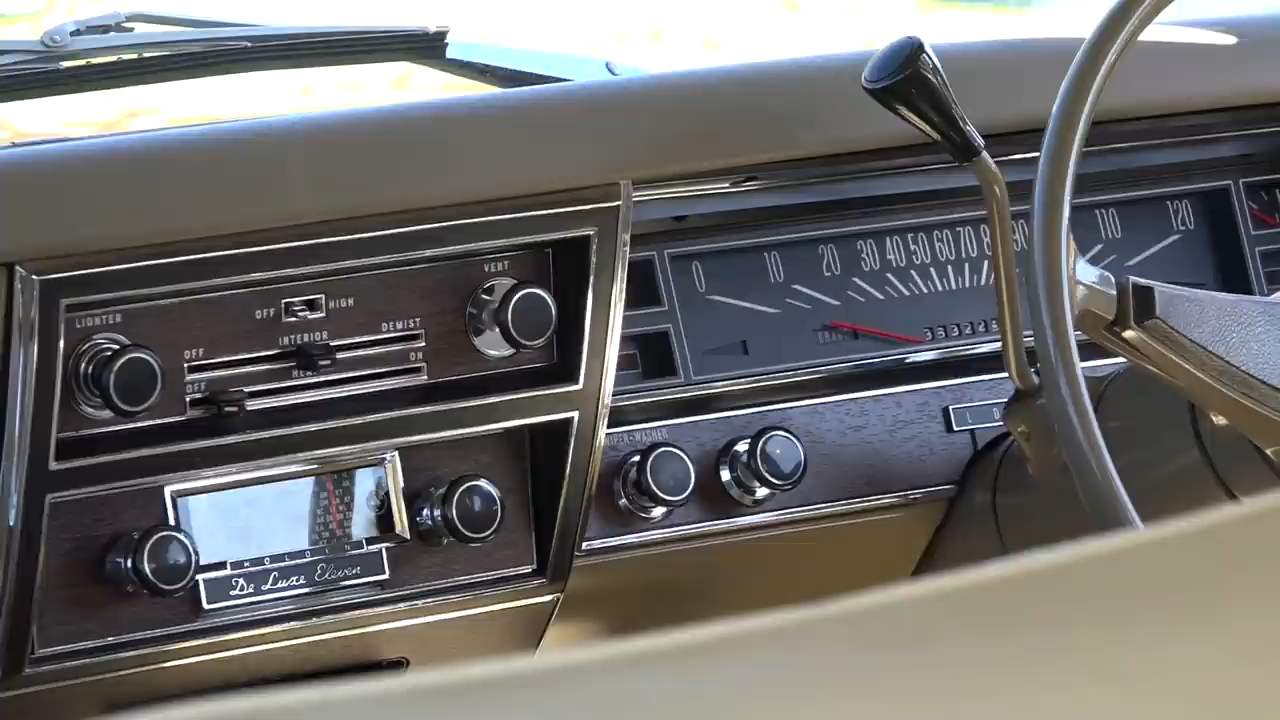 VENT
LIGHTER
OFF HIGH
INTERIOR
DEMIST
OFF
ON
OFF
HOLDEN
De Luxe Eleven
0 10 20 30 40 50 60 70 90 110 120
WIPER-WASHER